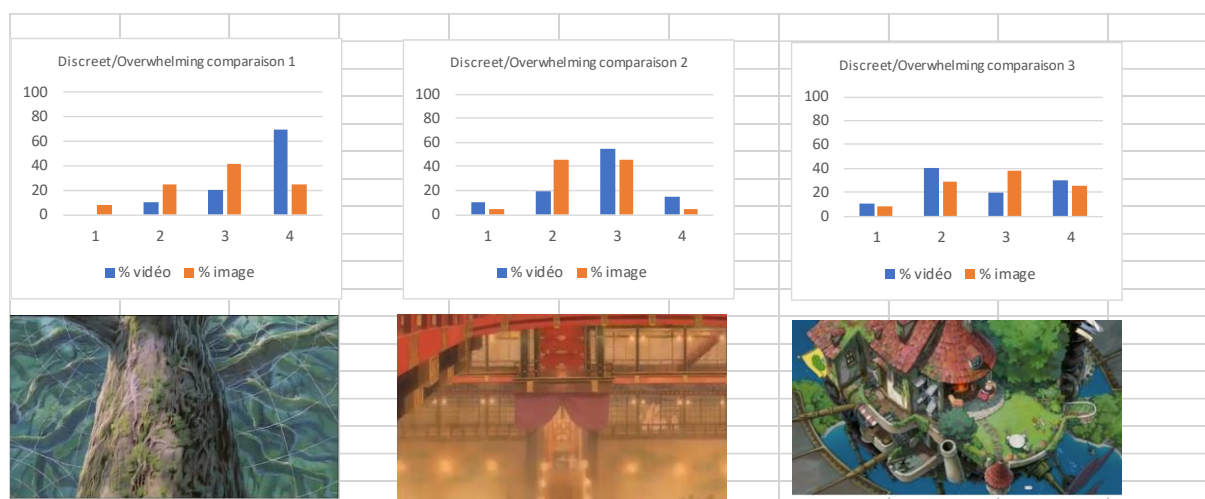 Discreet/Overwhelming comparaison 1
100
80
60
40
20
0
1 2 3 4
% vidéo % image
Discreet/Overwhelming comparaison 2
100
80
60
40
20
0
1 2 3 4
% vidéo % image
Discreet/Overwhelming comparaison 3
100
80
60
40
20
0
1 2 3 4
% vidéo % image